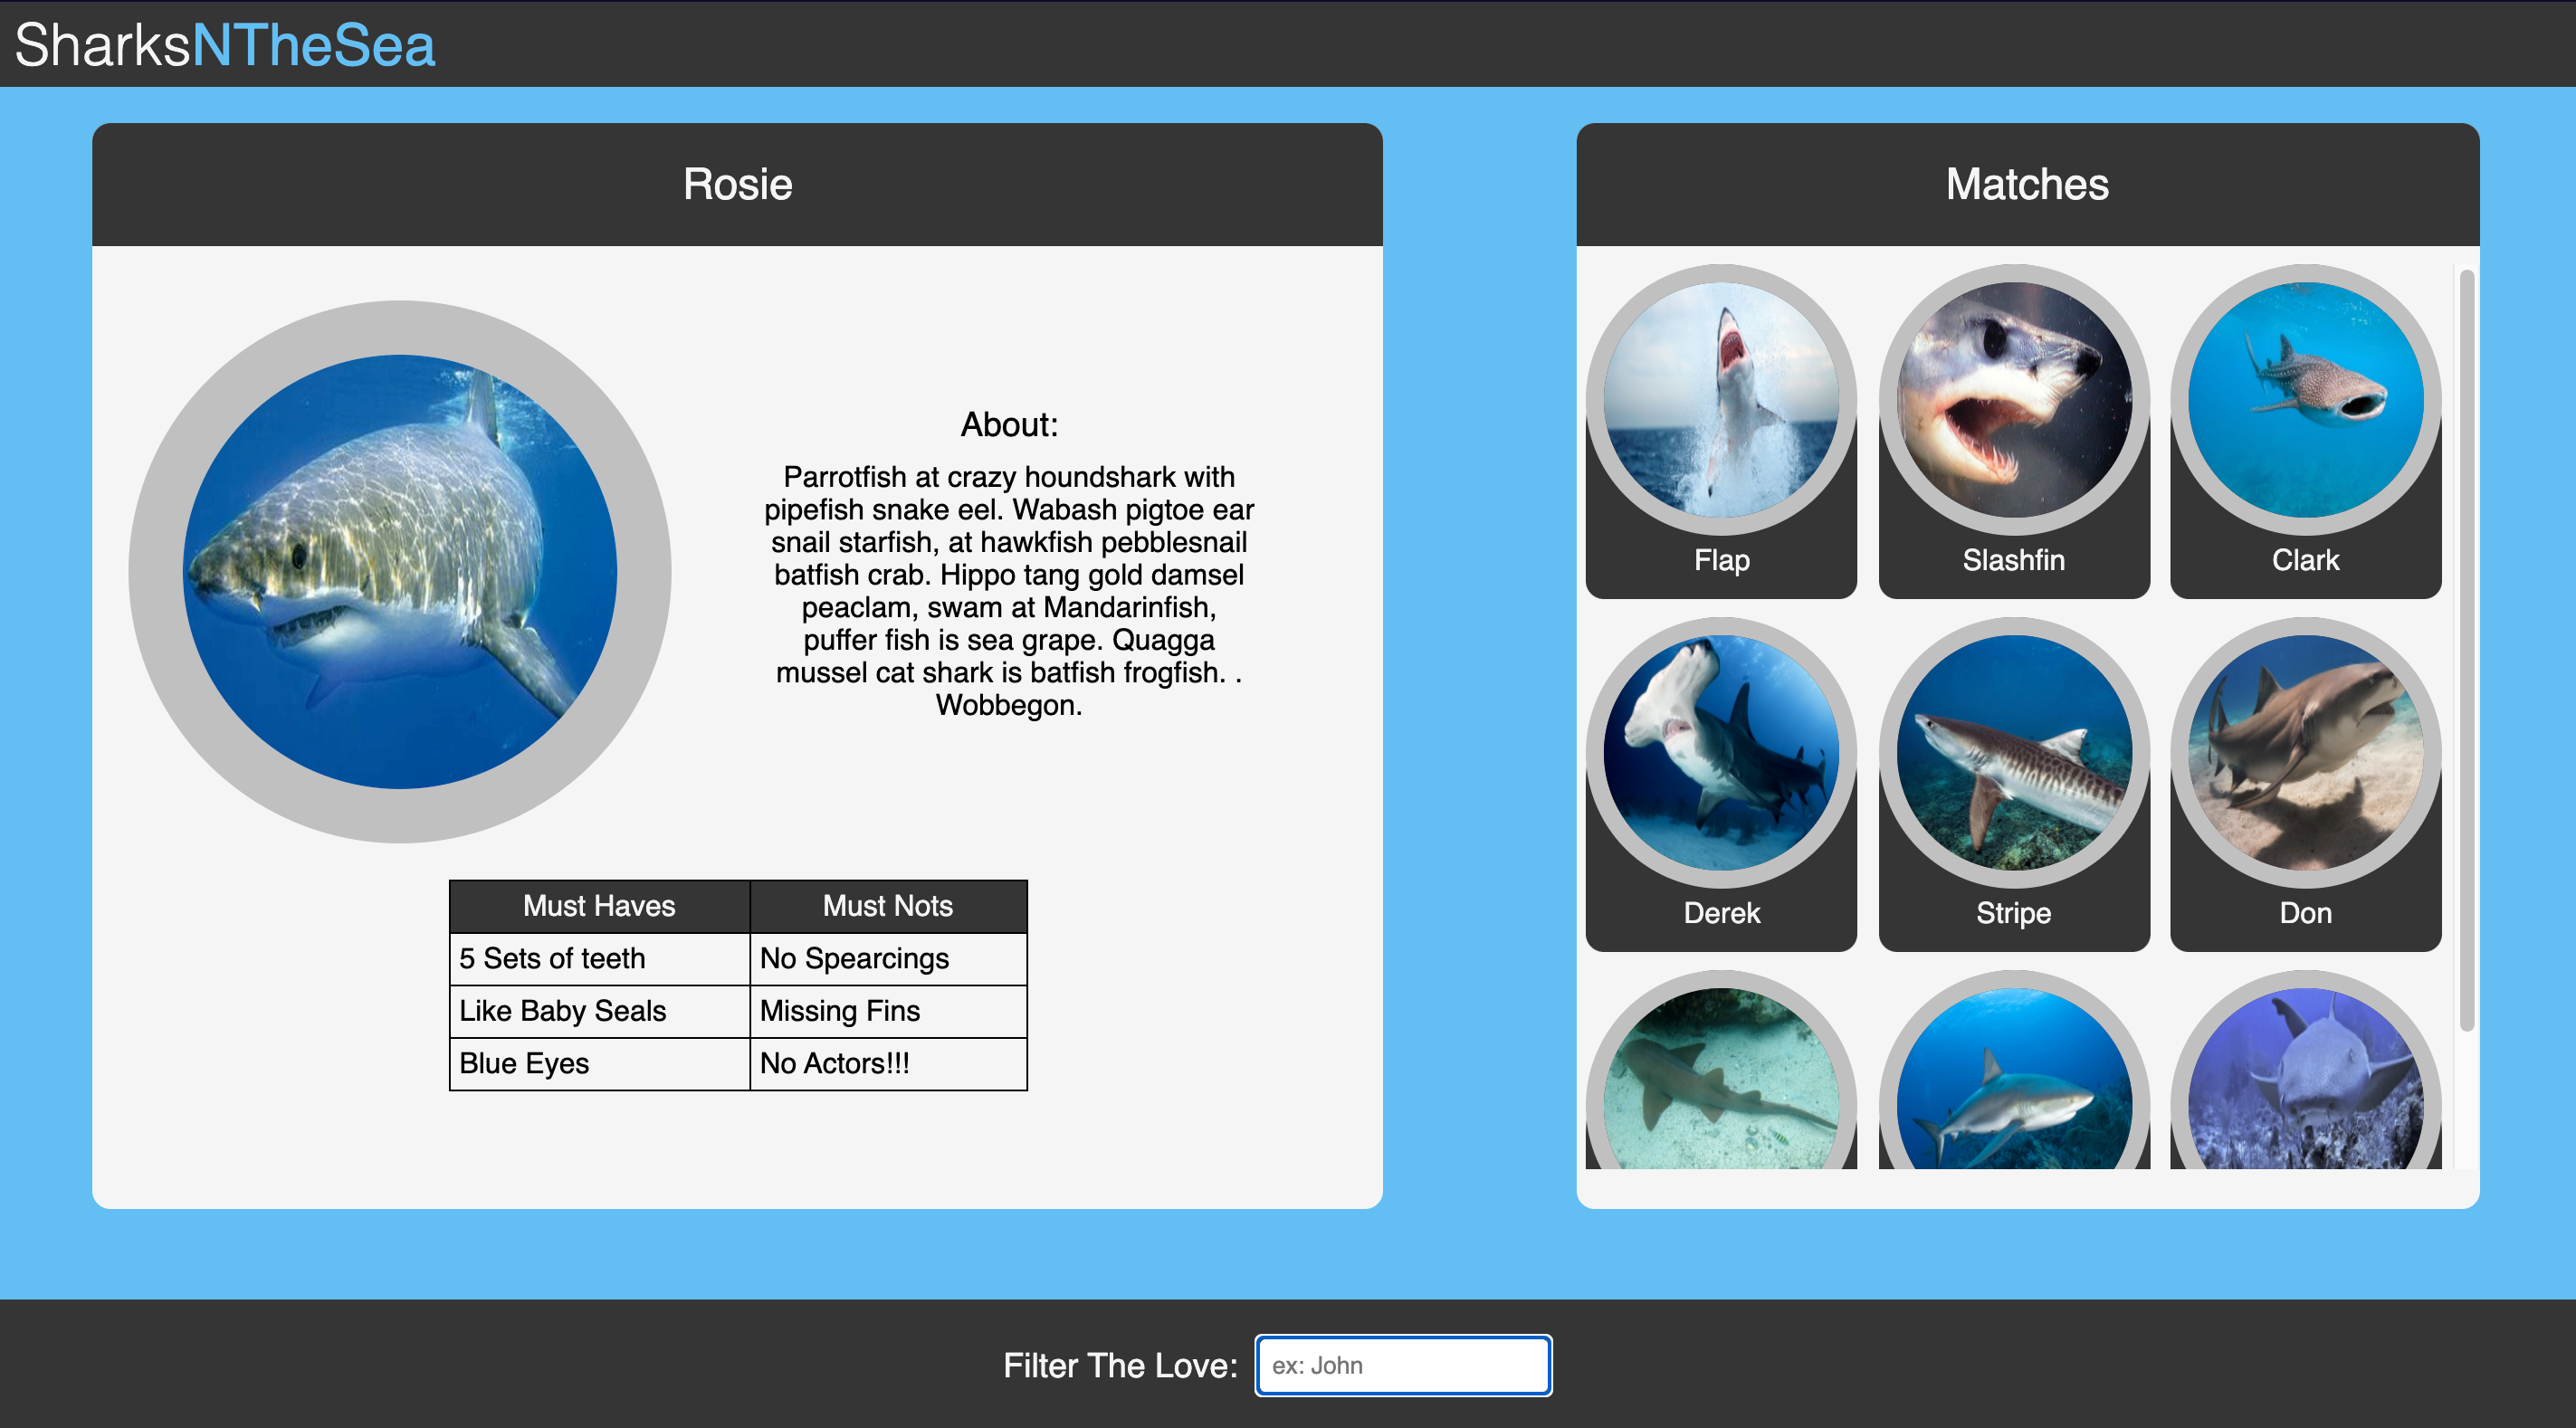 SharksNTheSea
Rosie
About:
Parrotfish at crazy houndshark with
pipefish snake eel. Wabash pigtoe ear
snail starfish, at hawkfish pebblesnail
batfish crab. Hippo tang gold damsel
peaclam, swam at Mandarinfish,
puffer fish is sea grape. Quagga
mussel cat shark is batfish frogfish. .
Wobbegon.
Must Haves Must Nots
5 Sets of teeth No Spearcings
Like Baby Seals Missing Fins
Blue Eyes No Actors!!!
Matches
Flap Slashfin Clark
Derek Stripe Don
Filter The Love: ex: John